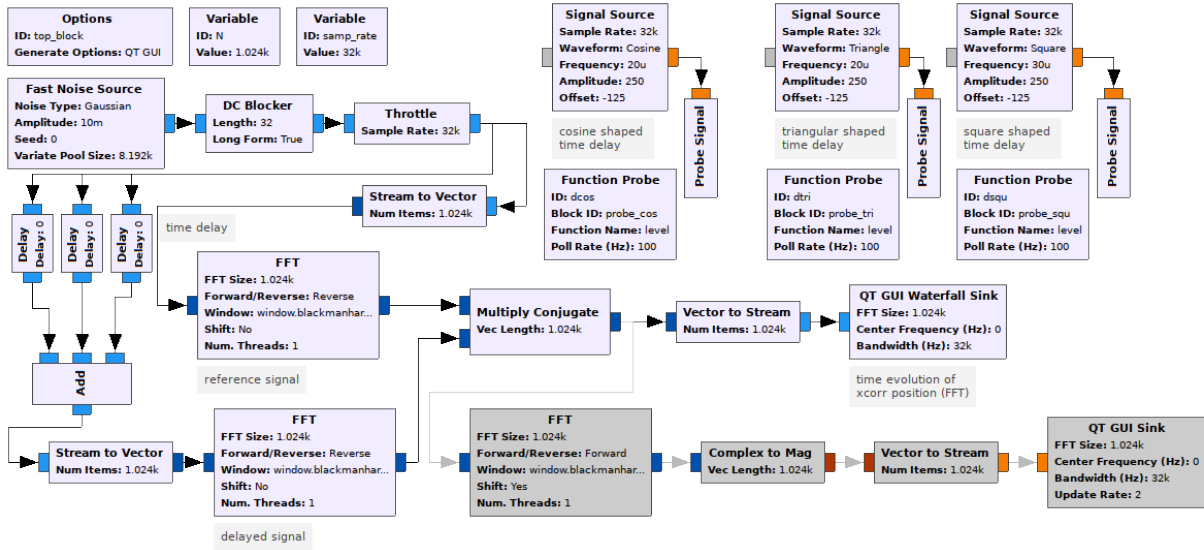 Options
ID: top_block
Generate Options: QT GUI
Variable
ID: N
Value: 1.024k
Variable
ID: samp_rate
Value: 32k
Signal Source
Sample Rate: 32k
Waveform: Cosine
Frequency: 20u
Amplitude: 250
Offset: -125
Signal Source
Sample Rate: 32k
Waveform: Triangle
Frequency: 20u
Amplitude: 250
Offset: -125
Signal Source
Sample Rate: 32k
Waveform: Square
Frequency: 30u
Amplitude: 250
Offset: -125
Fast Noise Source
Noise Type: Gaussian
Amplitude: 10m
Seed: 0
Variate Pool Size: 8.192k
DC Blocker
Length: 32
Long Form: True
Throttle
Sample Rate: 32k
cosine shaped
time delay
Probe Signal
triangular shaped
time delay
Probe Signal
square shaped
time delay
Probe Signal
Function Probe
ID: dcos
Block ID: probe_cos
Function Name: level
Poll Rate (Hz): 100
Function Probe
ID: dtri
Block ID: probe_tri
Function Name: level
Poll Rate (Hz): 100
Function Probe
ID: dsqu
Block ID: probe_squ
Function Name: level
Poll Rate (Hz): 100
Stream to Vector
Num Items: 1.024k
Delay
Delay: 0
Delay
Delay: 0
Delay
Delay: 0
time delay
FFT
FFT Size: 1.024k
Forward/Reverse: Reverse
Window: window.blackmanhar...
Shift: No
Num. Threads: 1
reference signal
Multiply Conjugate
Vec Length: 1.024k
Vector to Stream
Num Items: 1.024k
QT GUI Waterfall Sink
FFT Size: 1.024k
Center Frequency (Hz): 0
Bandwidth (Hz): 32k
time evolution of
xcorr position (FFT)
Add
Stream to Vector
Num Items: 1.024k
FFT
FFT Size: 1.024k
Forward/Reverse: Reverse
Window: window.blackmanhar...
Shift: No
Num. Threads: 1
delayed signal
FFT
FFT Size: 1.024k
Forward/Reverse: Forward
Window: window.blackmanhar...
Shift: Yes
Num. Threads: 1
Complex to Mag
Vec Length: 1.024k
Vector to Stream
Num Items: 1.024k
QT GUI Sink
FFT Size: 1.024k
Center Frequency (Hz): 0
Bandwidth (Hz): 32k
Update Rate: 2